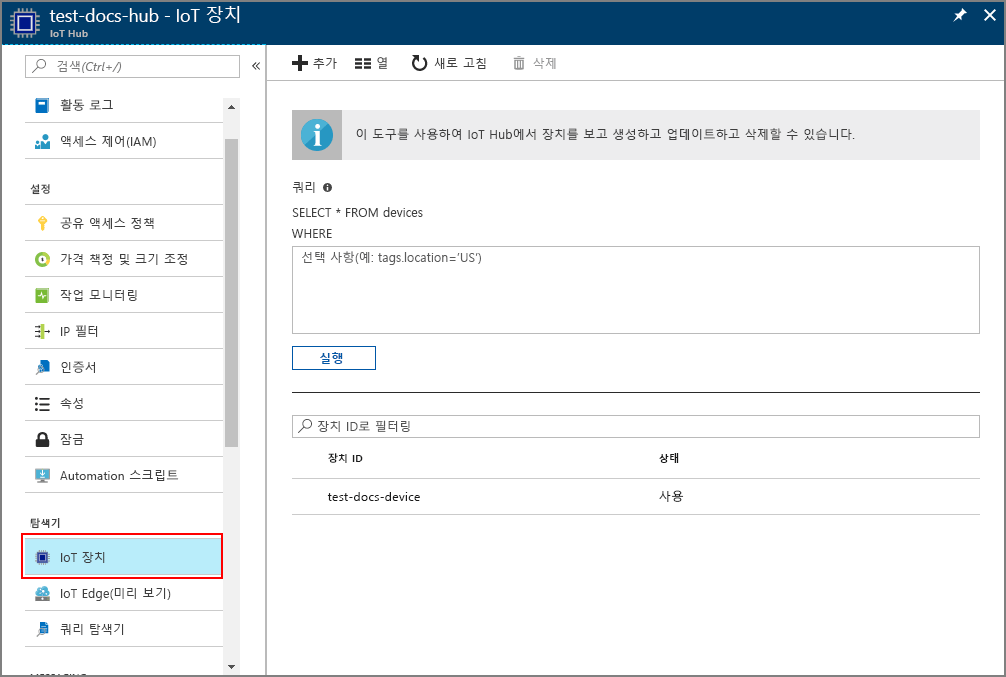 test-docs-hub - IoT 장치
IoT Hub
검색(Ctrl+/)
활동 로그
액세스 제어(IAM)
설정
공유 액세스 정책
가격 책정 및 크기 조정
작업 모니터링
IP 필터
인증서
속성
잠금
Automation 스크립트
탐색기
IoT 장치
IoT Edge(미리 보기)
쿼리 탐색기
추가 열 새로 고침 삭제
이 도구를 사용하여 IoT Hub에서 장치를 보고 생성하고 업데이트하고 삭제할 수 있습니다.
쿼리
SELECT * FROM devices
WHERE
선택 사항(예: tags.location='US')
실행
장치 ID로 필터링
장치 ID 상태
test-docs-device 사용